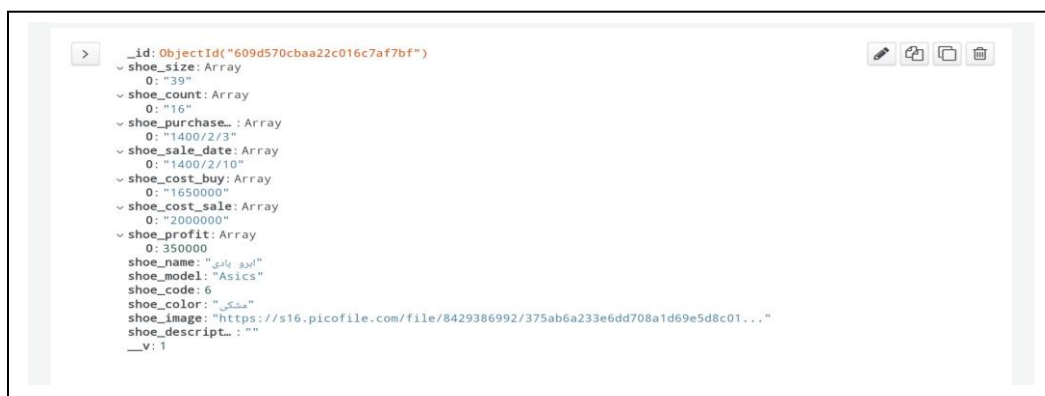 _id: ObjectId("609d570cbaa22c016c7af7bf")
shoe_size: Array
0: "39"
shoe_count: Array
0: "16"
shoe_purchase… : Array
0: "1400/2/3"
shoe_sale_date: Array
0: "1400/2/10"
shoe_cost_buy: Array
0: "1650000"
shoe_cost_sale: Array
0: "2000000"
shoe_profit: Array
0: 350000
shoe_name: "ابرو بادی"
shoe_model: "Asics"
shoe_code: 6
shoe_color: "مشکی"
shoe_image: "https://s16.picofile.com/file/8429386992/375ab6a233e6dd708a1d69e5d8c01..."
shoe_descript… : ""
__v: 1